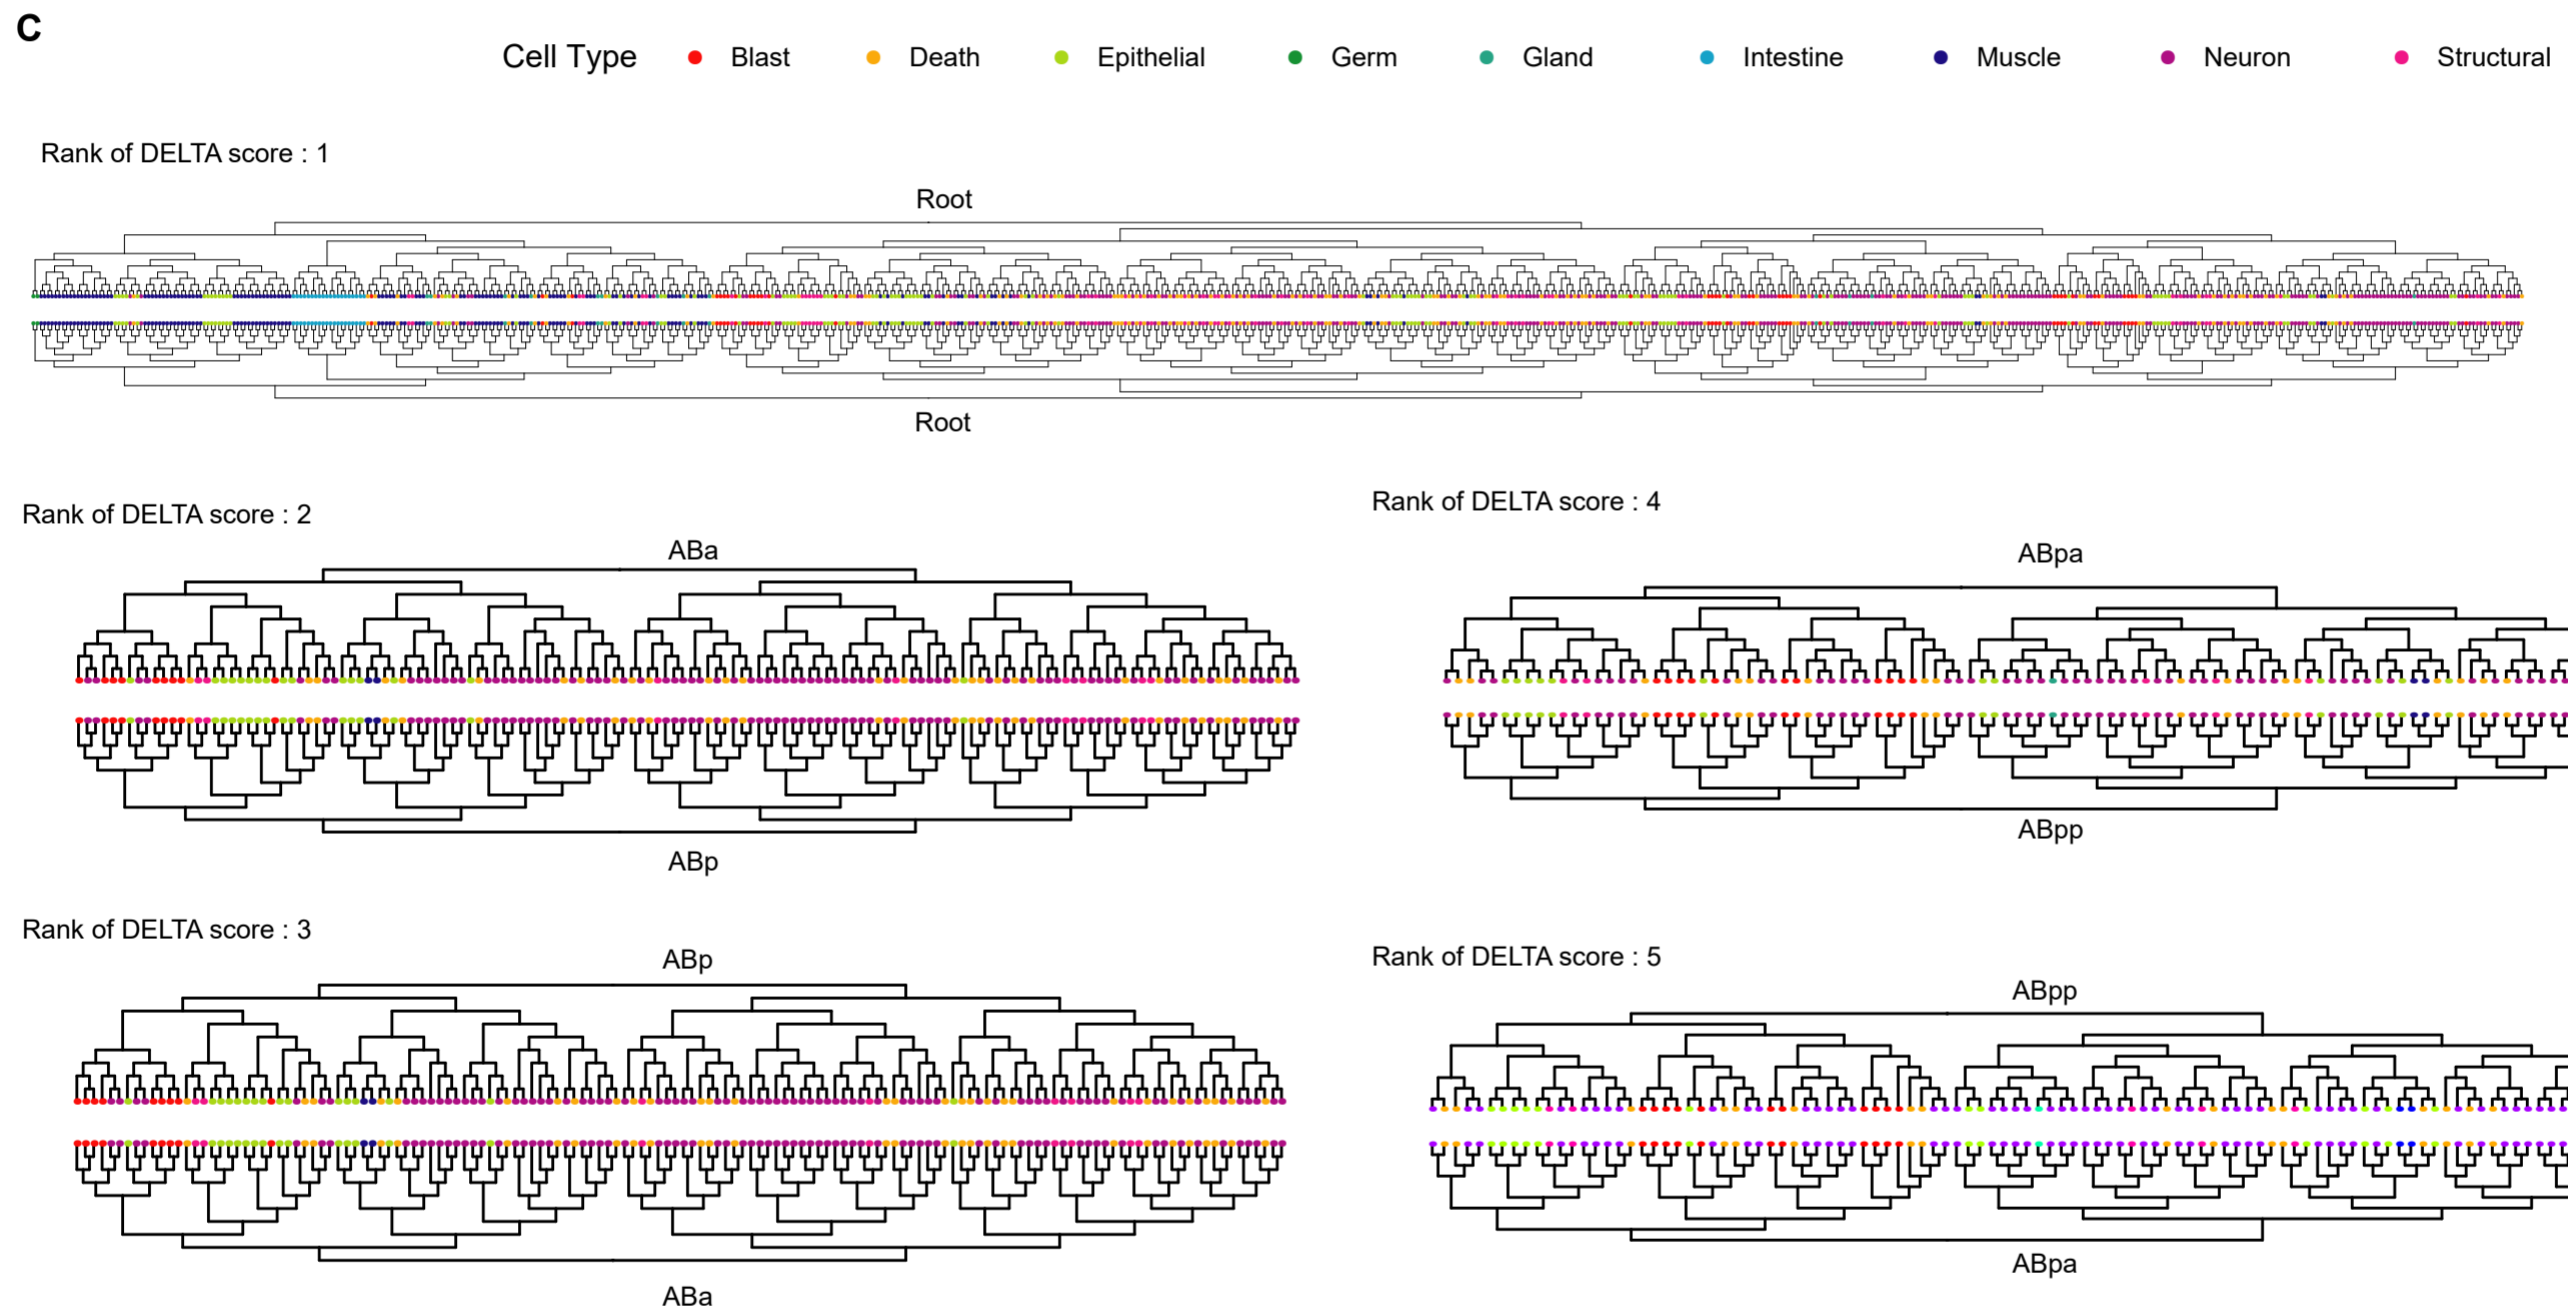 C
Cell Type Blast Death Epithelial Germ Gland Intestine Muscle Neuron Structural
Rank of DELTA score : 1
Root
Root
Rank of DELTA score : 2
ABa
ABp
Rank of DELTA score : 3
ABp
ABa
Rank of DELTA score : 4
ABpa
ABpp
Rank of DELTA score : 5
ABpp
ABpa